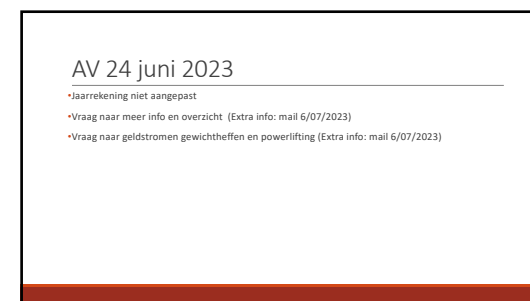 AV 24 juni 2023
•Jaarrekening niet aangepast
•Vraag naar meer info en overzicht (Extra info: mail 6/07/2023)
•Vraag naar geldstromen gewichtheffen en powerlifting (Extra info: mail 6/07/2023)